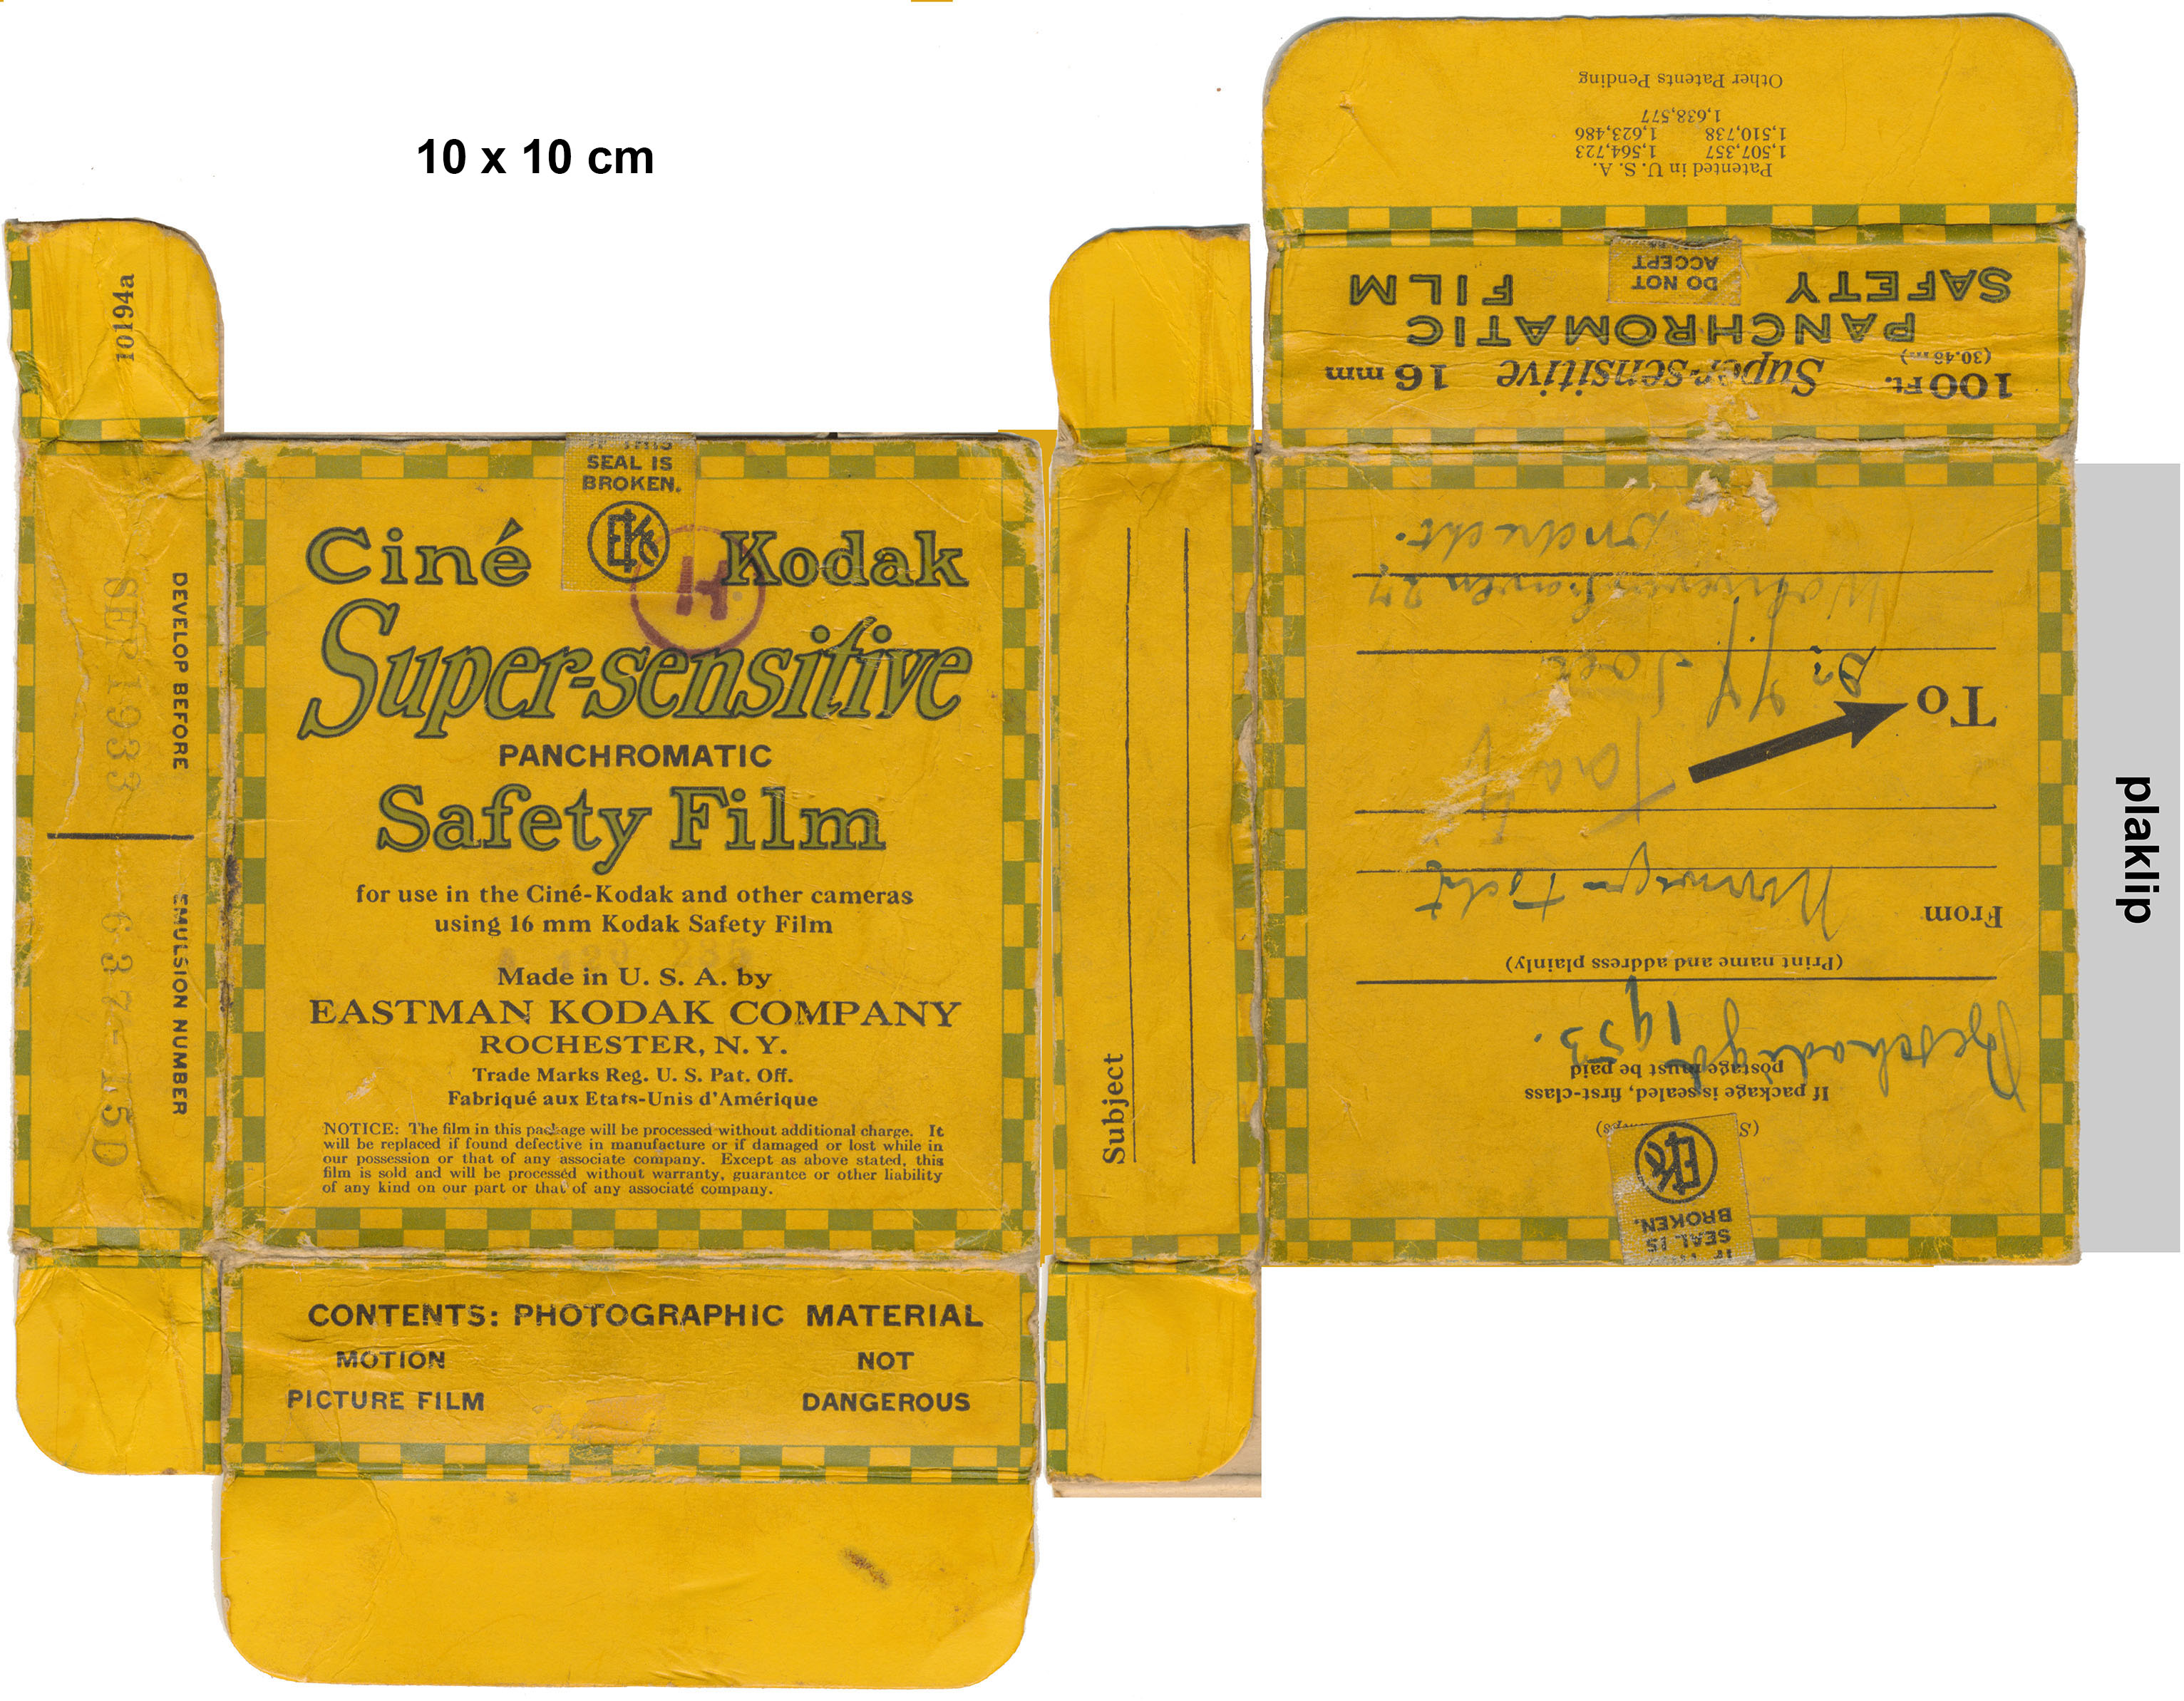 10 x 10 cm
10194a
DEVELOP BEFORE
SEP 1933
EMULSION NUMBER
SEAL IS
BROKEN.
EK
H
Ciné Kodak
Super-sensitive
PANCHROMATIC
Safety Film
for use in the Ciné-Kodak and other cameras
using 16 mm Kodak Safety Film
Made in U. S. A. by
EASTMAN KODAK COMPANY
ROCHESTER, N. Y.
Trade Marks Reg. U. S. Pat. Off.
Fabriqué aux Etats-Unis d'Amérique
NOTICE: The film in this package will be processed without additional charge. It
will be replaced if found defective in manufacture or if damaged or lost while in
our possession or that of any associate company. Except as above stated, this
film is sold and will be processed without warranty, guarantee or other liability
of any kind on our part or that of any associate company.
CONTENTS: PHOTOGRAPHIC MATERIAL
MOTION NOT
PICTURE FILM DANGEROUS
Subject
IF THIS
SEAL IS
BROKEN.
If package is sealed, first-class
postage must be paid
Beschadigd
1953.
(Print name and address plainly)
From
To
Dordrecht.
100 Ft. Super-sensitive 16 mm
(30.48 m)
PANCHROMATIC
SAFETY FILM
DO NOT
ACCEPT
Patented in U. S. A.
1,507,357 1,564,723
1,510,738 1,623,486
1,638,577
Other Patents Pending
plaklip